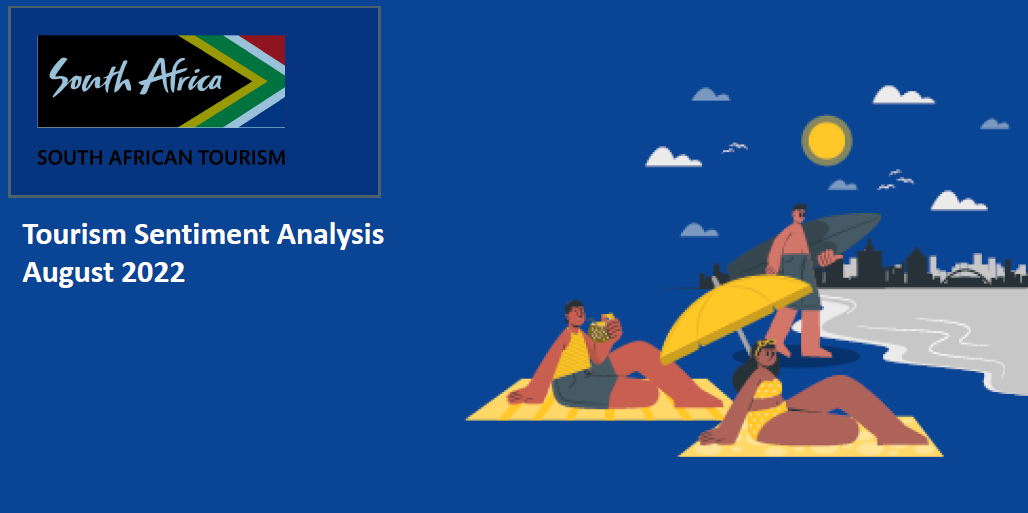 South Africa
SOUTH AFRICAN TOURISM
Tourism Sentiment Analysis
August 2022